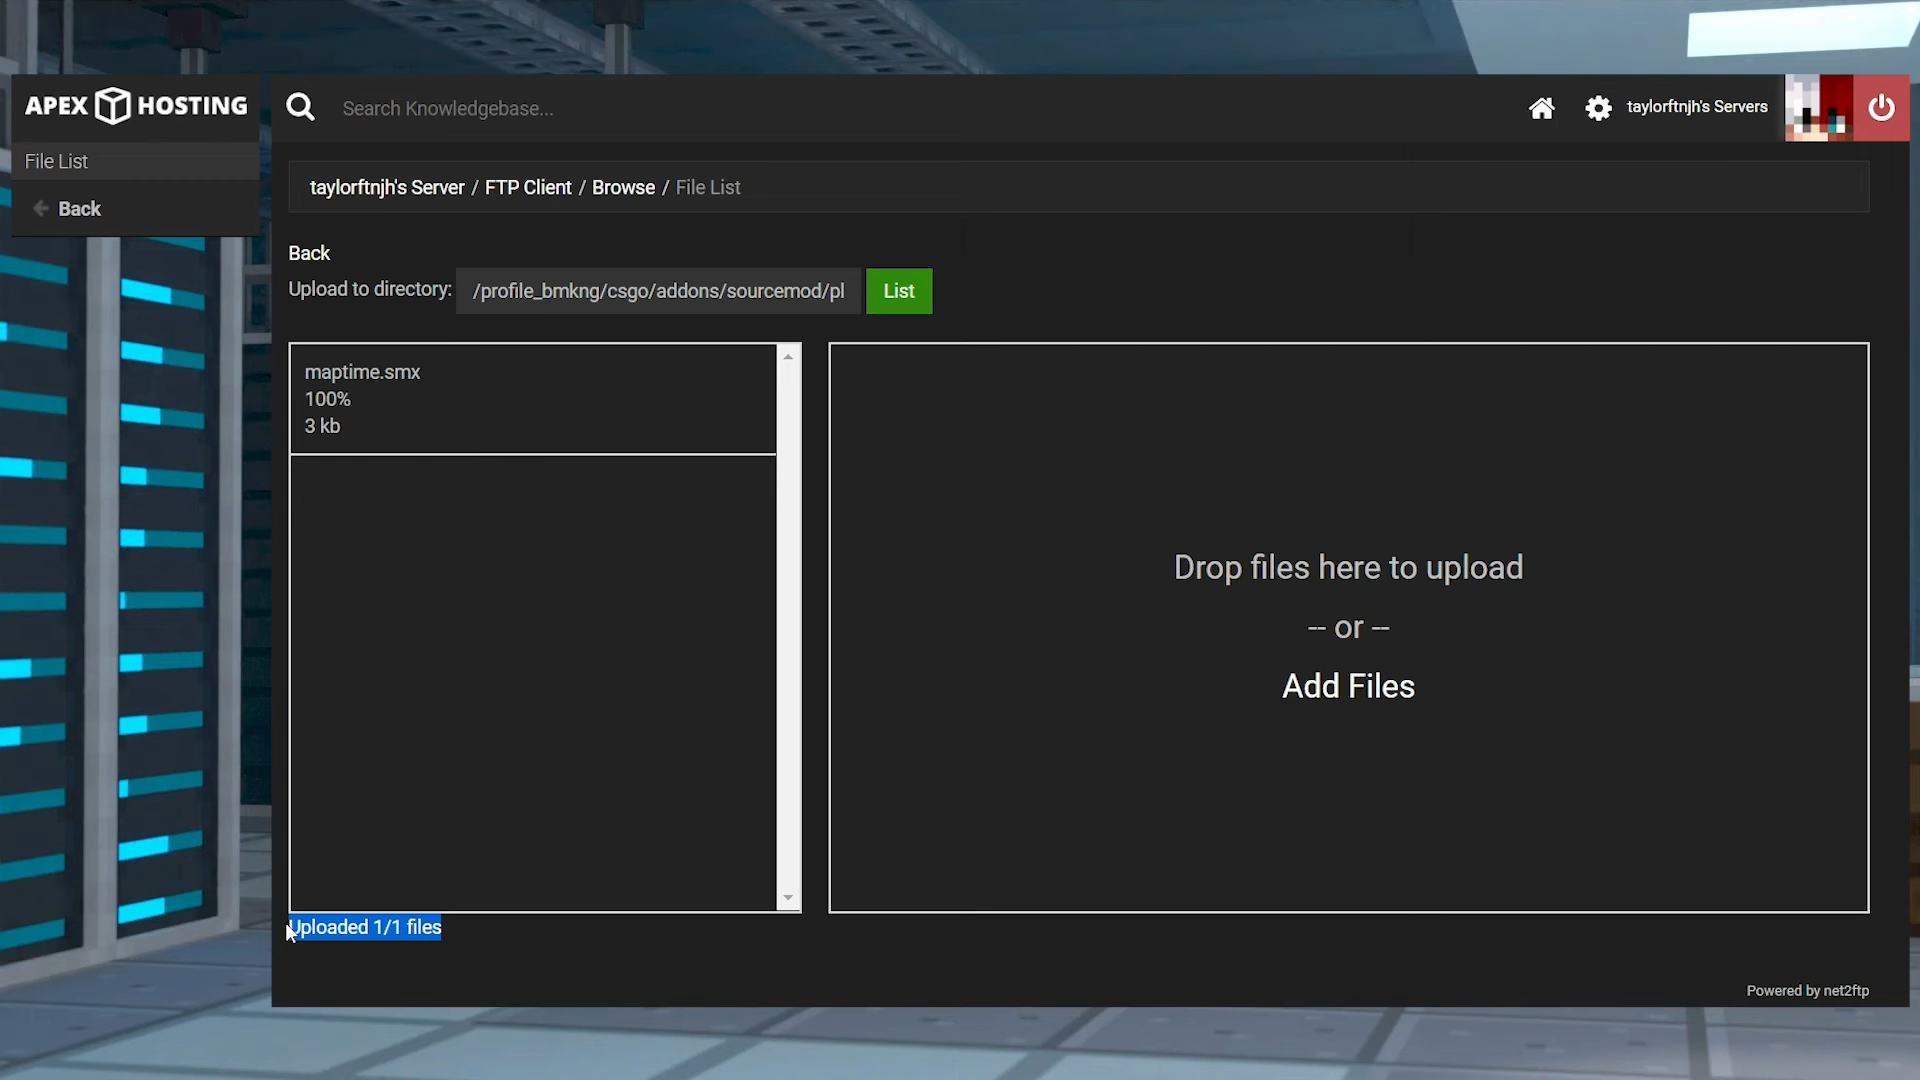 APEX HOSTING
Search Knowledgebase...
taylorftnjh's Servers
File List
Back
taylorftnjh's Server / FTP Client / Browse / File List
Back
Upload to directory: /profile_bmkng/csgo/addons/sourcemod/pl List
maptime.smx
100%
3 kb
Drop files here to upload
-- or --
Add Files
Uploaded 1/1 files
Powered by net2ftp